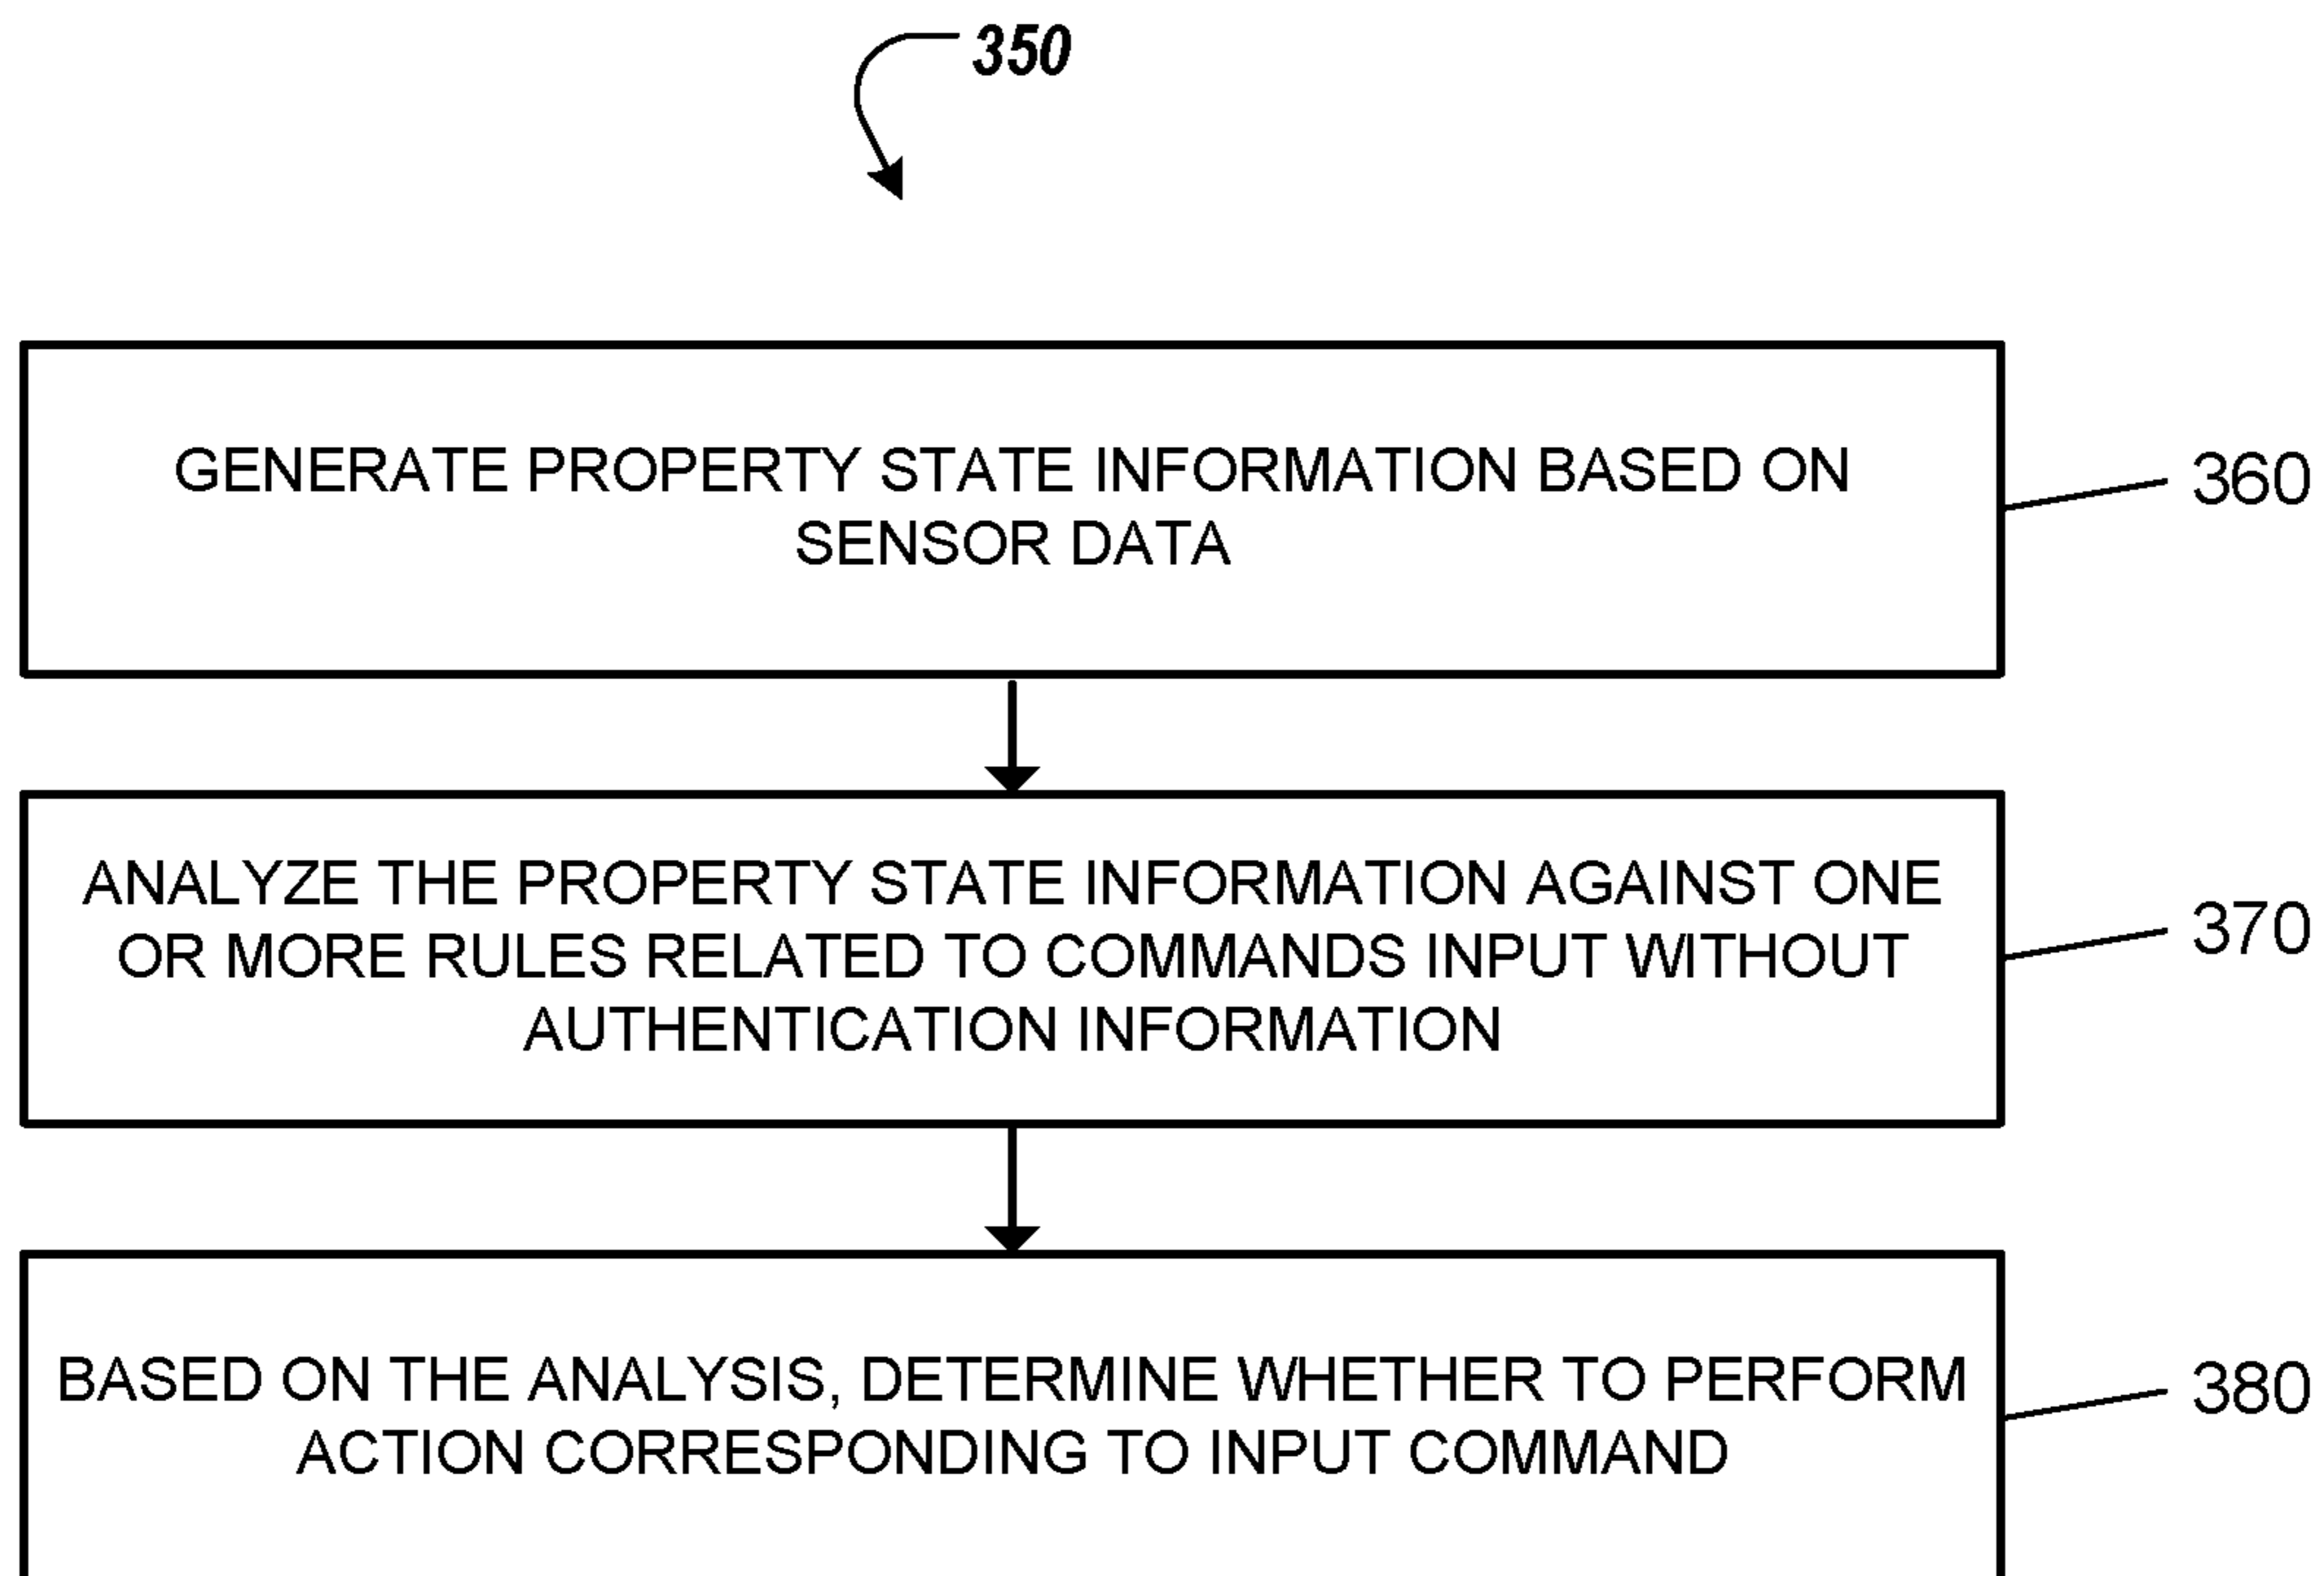 350
GENERATE PROPERTY STATE INFORMATION BASED ON
SENSOR DATA
360
ANALYZE THE PROPERTY STATE INFORMATION AGAINST ONE
OR MORE RULES RELATED TO COMMANDS INPUT WITHOUT
AUTHENTICATION INFORMATION
370
BASED ON THE ANALYSIS, DETERMINE WHETHER TO PERFORM
ACTION CORRESPONDING TO INPUT COMMAND
380